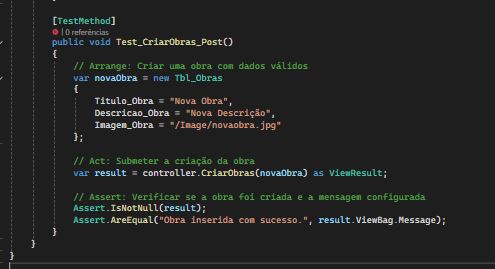 [TestMethod]
| 0 referências
public void Test_CriarObras_Post()
{
// Arrange: Criar uma obra com dados válidos
var novaObra = new Tbl_Obras
{
Titulo_Obra = "Nova Obra",
Descricao_Obra = "Nova Descrição",
Imagem_Obra = "/Image/novaobra.jpg"
};
// Act: Submeter a criação da obra
var result = controller.CriarObras(novaObra) as ViewResult;
// Assert: Verificar se a obra foi criada e a mensagem configurada
Assert.IsNotNull(result);
Assert.AreEqual("Obra inserida com sucesso.", result.ViewBag.Message);
}
}
}